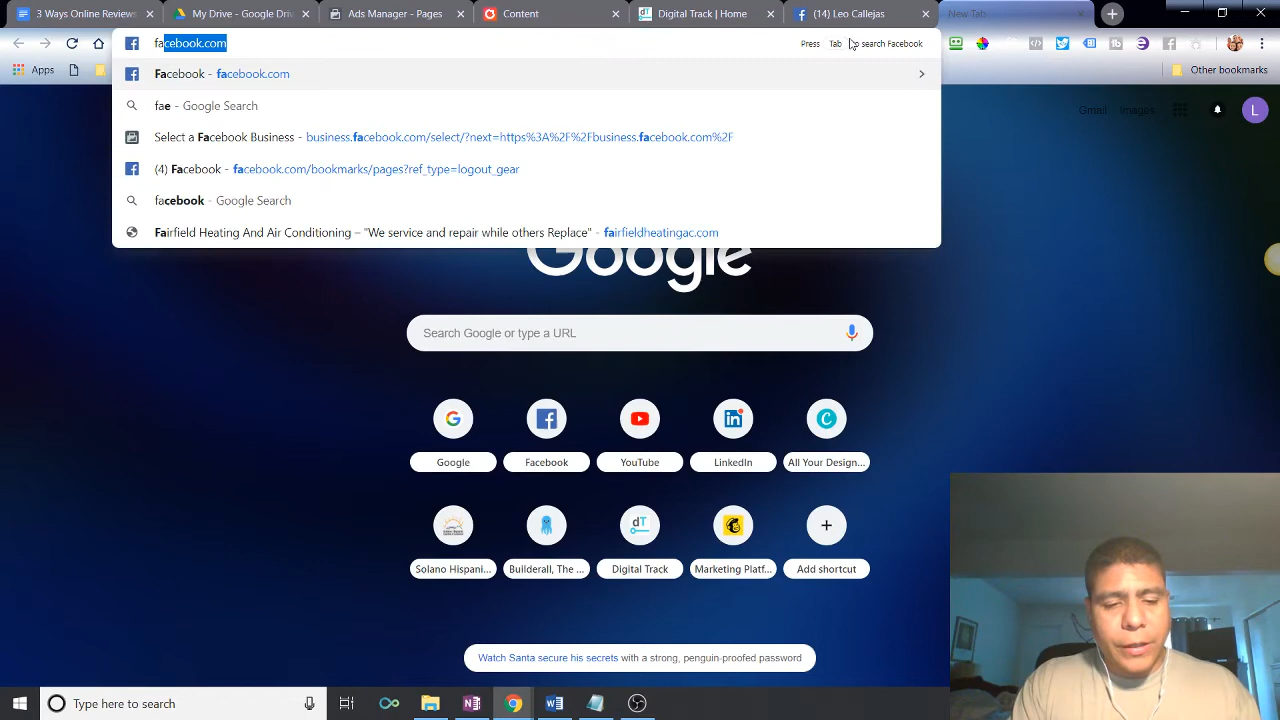 3 Ways Online Reviews
My Drive - Google Driv
Ads Manager - Pages
Content
Digital Track | Home
(14) Leo Callejas
New Tab
facebook.com
Press Tab to search Facebook
Apps
Other bookmarks
Facebook - facebook.com
fae - Google Search
Select a Facebook Business - business.facebook.com/select/?next=https%3A%2F%2Fbusiness.facebook.com%2F
(4) Facebook - facebook.com/bookmarks/pages?ref_type=logout_gear
facebook - Google Search
Fairfield Heating And Air Conditioning – "We service and repair while others Replace" - fairfieldheatingac.com
Gmail Images
L
Google
Search Google or type a URL
Google
Facebook
YouTube
LinkedIn
All Your Design...
Solano Hispani...
Builderall, The ...
Digital Track
Marketing Platf...
Add shortcut
Watch Santa secure his secrets with a strong, penguin-proofed password
Type here to search